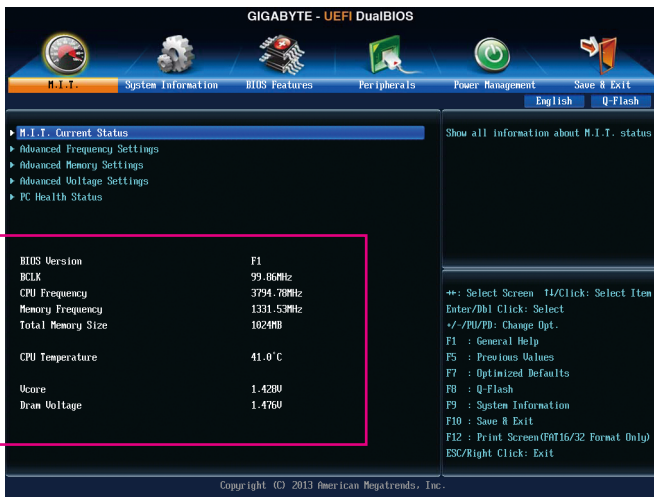 GIGABYTE - UEFI DualBIOS
M.I.T. System Information BIOS Features Peripherals Power Management Save & Exit
English Q-Flash
M.I.T. Current Status
Advanced Frequency Settings
Advanced Memory Settings
Advanced Voltage Settings
PC Health Status
Show all information about M.I.T. status
BIOS Version F1
BCLK 99.86MHz
CPU Frequency 3794.78MHz
Memory Frequency 1331.53MHz
Total Memory Size 1024MB
CPU Temperature 41.0°C
Vcore 1.428V
Dram Voltage 1.476V
→←: Select Screen ↑↓/Click: Select Item
Enter/Dbl Click: Select
+/-/PU/PD: Change Opt.
F1 : General Help
F5 : Previous Values
F7 : Optimized Defaults
F8 : Q-Flash
F9 : System Information
F10 : Save & Exit
F12 : Print Screen(FAT16/32 Format Only)
ESC/Right Click: Exit
Copyright (C) 2013 American Megatrends, Inc.